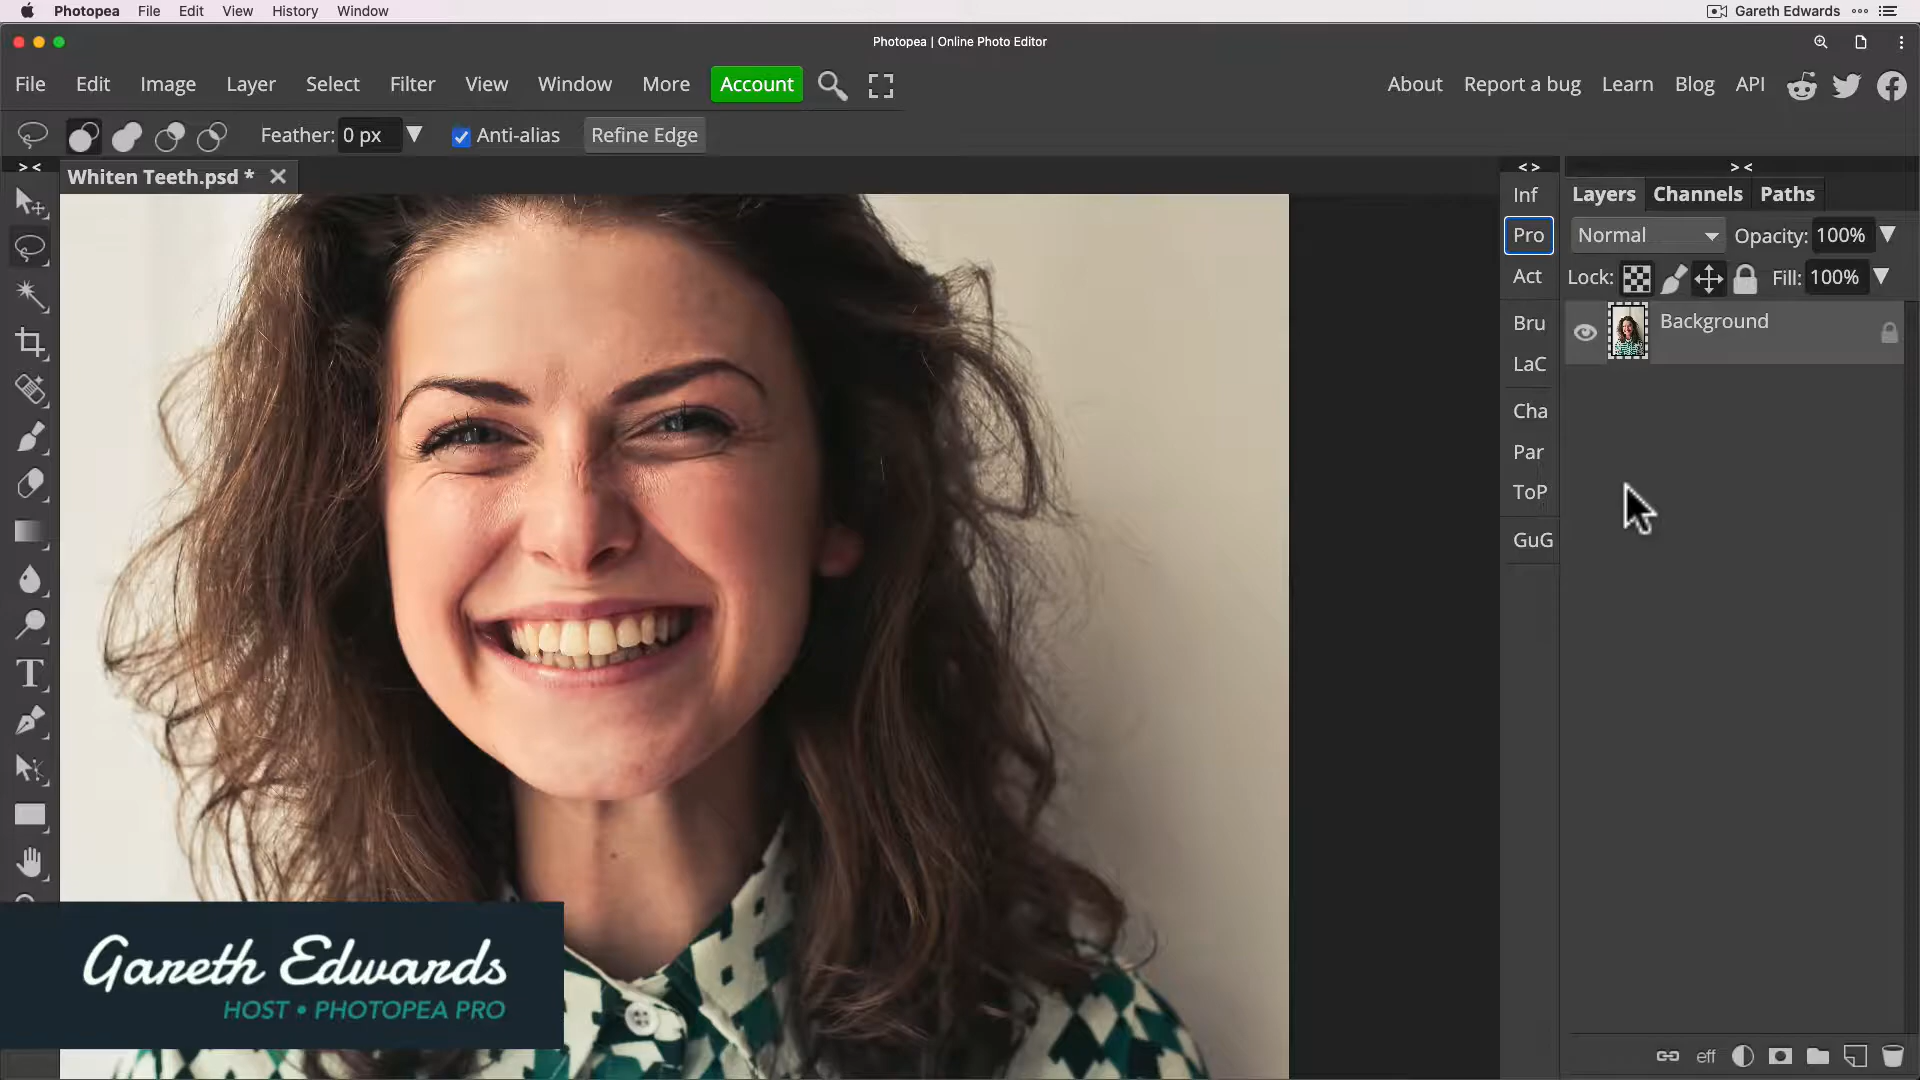 Photopea File Edit View History Window Gareth Edwards
Photopea | Online Photo Editor
File Edit Image Layer Select Filter View Window More Account About Report a bug Learn Blog API
Feather: 0 px Anti-alias Refine Edge
> < < > > <
Whiten Teeth.psd *
Inf
Pro
Act
Bru
LaC
Cha
Par
ToP
GuG
Layers Channels Paths
Normal Opacity: 100%
Lock: Fill: 100%
Background
Gareth Edwards
HOST • PHOTOPEA PRO
eff